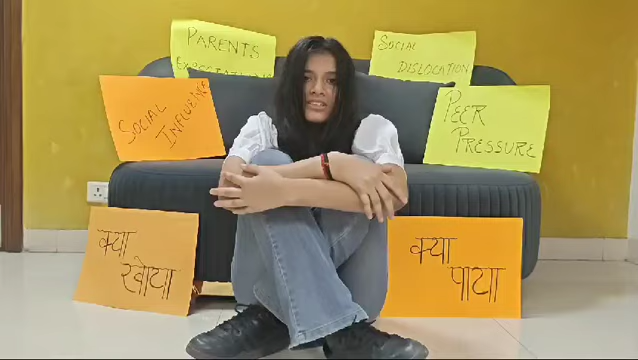 PARENTS
EXPECTATIONS
SOCIAL
DISLOCATION
SOCIAL
INFLUENCE
PEER
PRESSURE
क्या
खोया
क्या
पाया